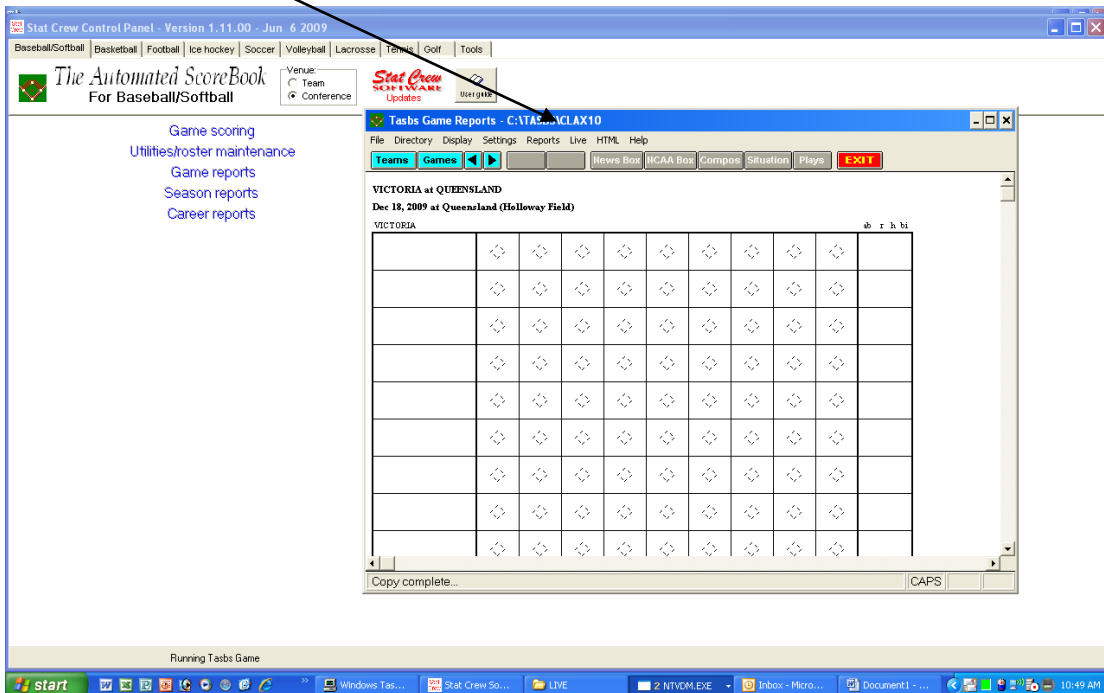 Stat Crew Control Panel - Version 1.11.00 - Jun 6 2009
Baseball/Softball Basketball Football Ice hockey Soccer Volleyball Lacrosse Tennis Golf Tools
The Automated ScoreBook
For Baseball/Softball
Venue:
Team
Conference
Stat Crew
SOFTWARE
Updates
User guide
Game scoring
Utilities/roster maintenance
Game reports
Season reports
Career reports
Tasbs Game Reports - C:\ \CLAX10
File Directory Display Settings Reports Live HTML Help
Teams Games News Box NCAA Box Compos Situation Plays EXIT
VICTORIA at QUEENSLAND
Dec 18, 2009 at Queensland (Holloway Field)
VICTORIA ab r h bi
Copy complete...
CAPS
Running Tasbs Game
start Windows Tas... Stat Crew So... LIVE 2 NTVDM.EXE Inbox - Micro... Document1 - ... 10:49 AM